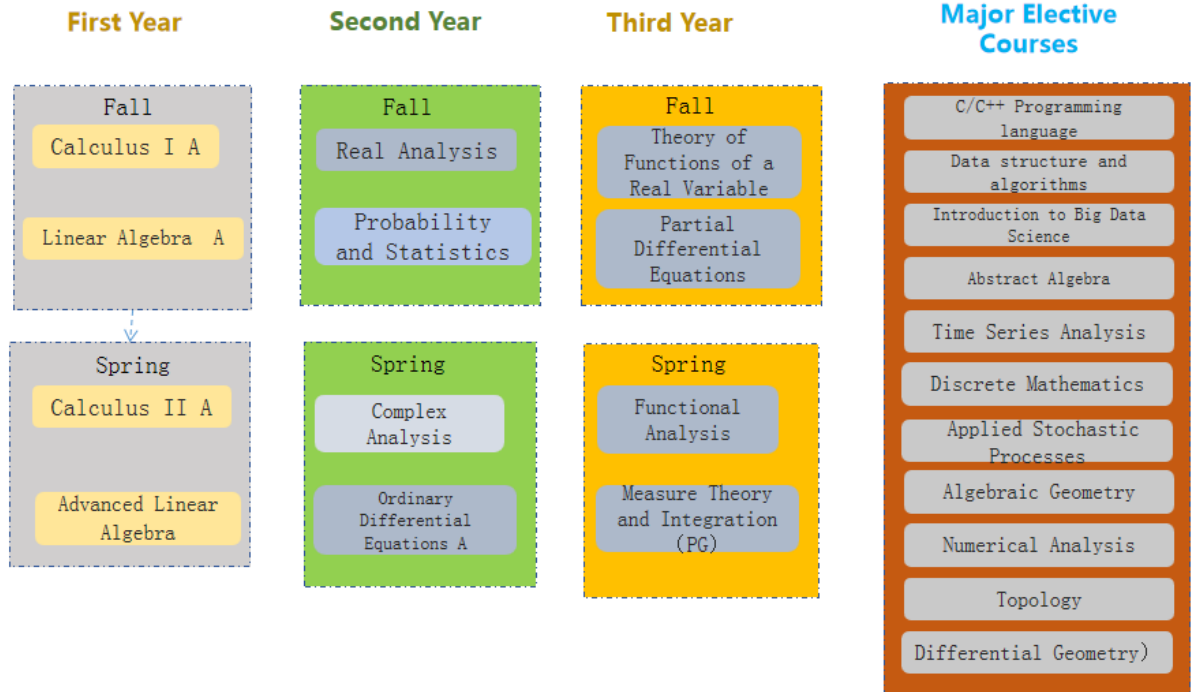 First Year
Fall
Calculus I A
Linear Algebra  A
Spring
Calculus II A
Advanced Linear
Algebra
Second Year
Fall
Real Analysis
Probability
and Statistics
Spring
Complex
Analysis
Ordinary
Differential
Equations A
Third Year
Fall
Theory of
Functions of a
Real Variable
Partial
Differential
Equations
Spring
Functional
Analysis
Measure Theory
and Integration
(PG)
Major Elective
Courses
C/C++ Programming
language
Data structure and
algorithms
Introduction to Big Data
Science
Abstract Algebra
Time Series Analysis
Discrete Mathematics
Applied Stochastic
Processes
Algebraic Geometry
Numerical Analysis
Topology
Differential Geometry)